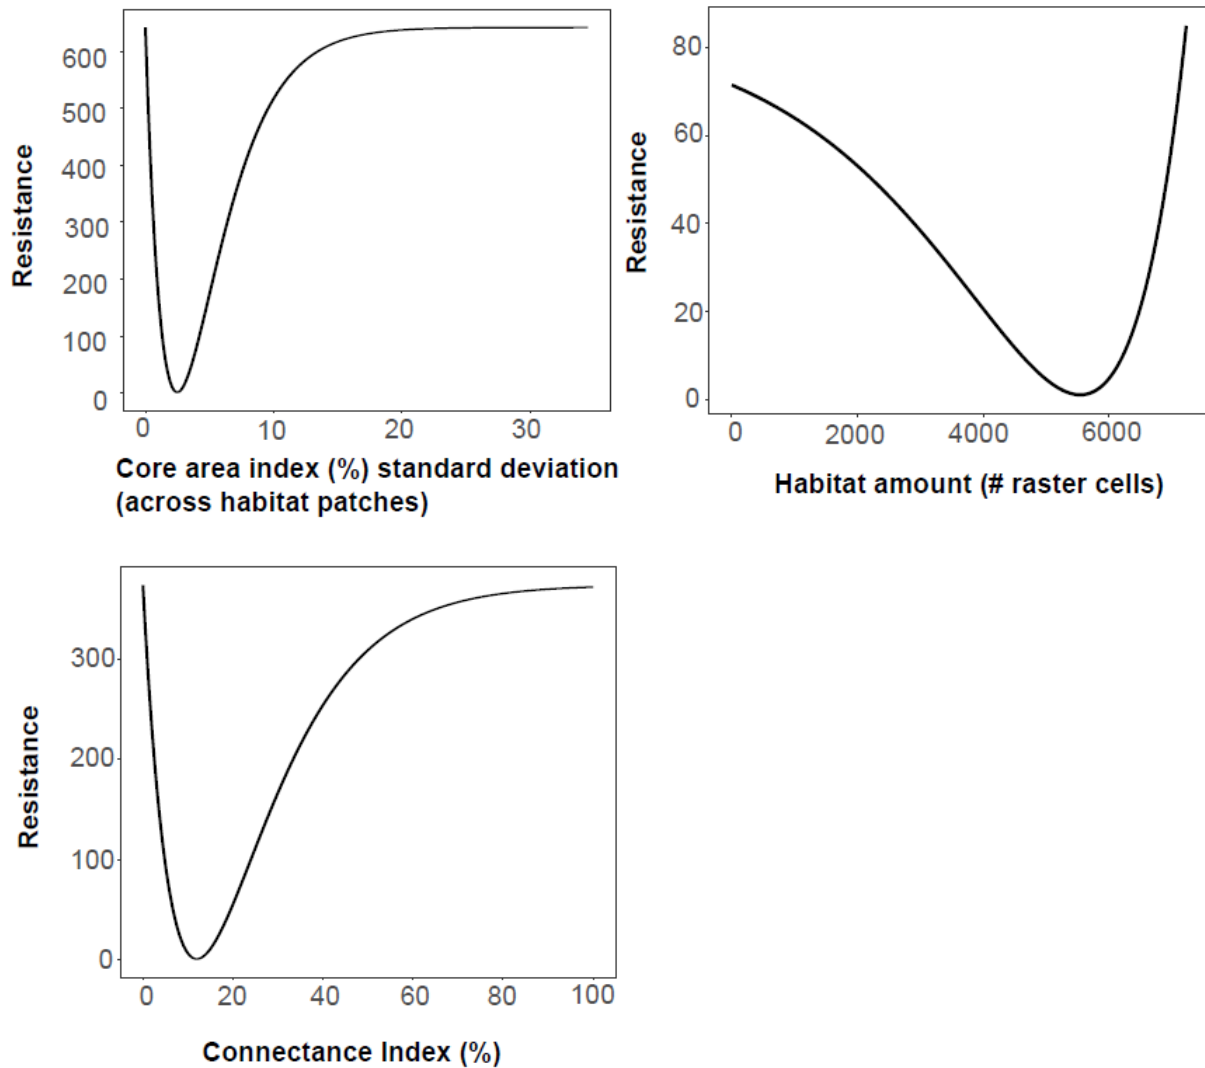 Resistance
600
500
400
300
200
100
0
0 10 20 30
Core area index (%) standard deviation
(across habitat patches)
Resistance
80
60
40
20
0
0 2000 4000 6000
Habitat amount (# raster cells)
Resistance
300
200
100
0
0 20 40 60 80 100
Connectance Index (%)